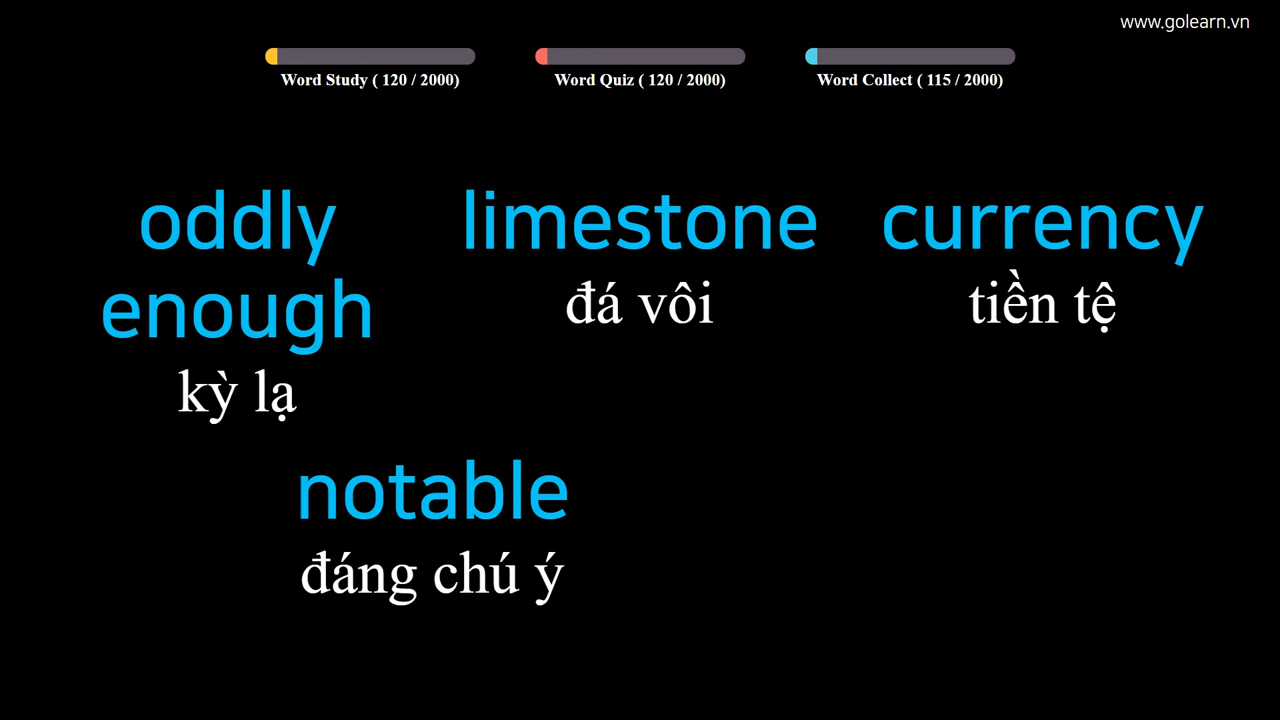 www.golearn.vn
Word Study ( 120 / 2000)
Word Quiz ( 120 / 2000)
Word Collect ( 115 / 2000)
oddly
enough
kỳ lạ
limestone
đá vôi
currency
tiền tệ
notable
đáng chú ý